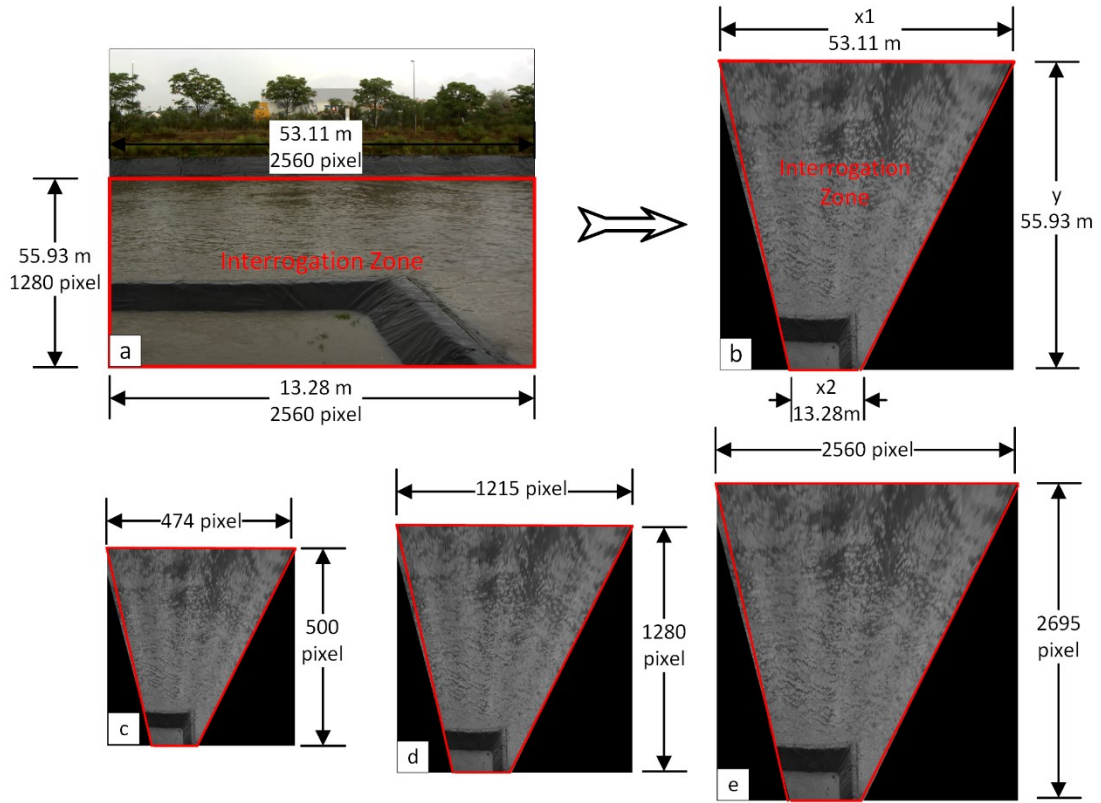 53.11 m
2560 pixel
55.93 m
1280 pixel
Interrogation Zone
a
13.28 m
2560 pixel
x1
53.11 m
Interrogation
Zone
y
55.93 m
b
x2
13.28m
474 pixel
500
pixel
c
1215 pixel
1280
pixel
d
2560 pixel
2695
pixel
e